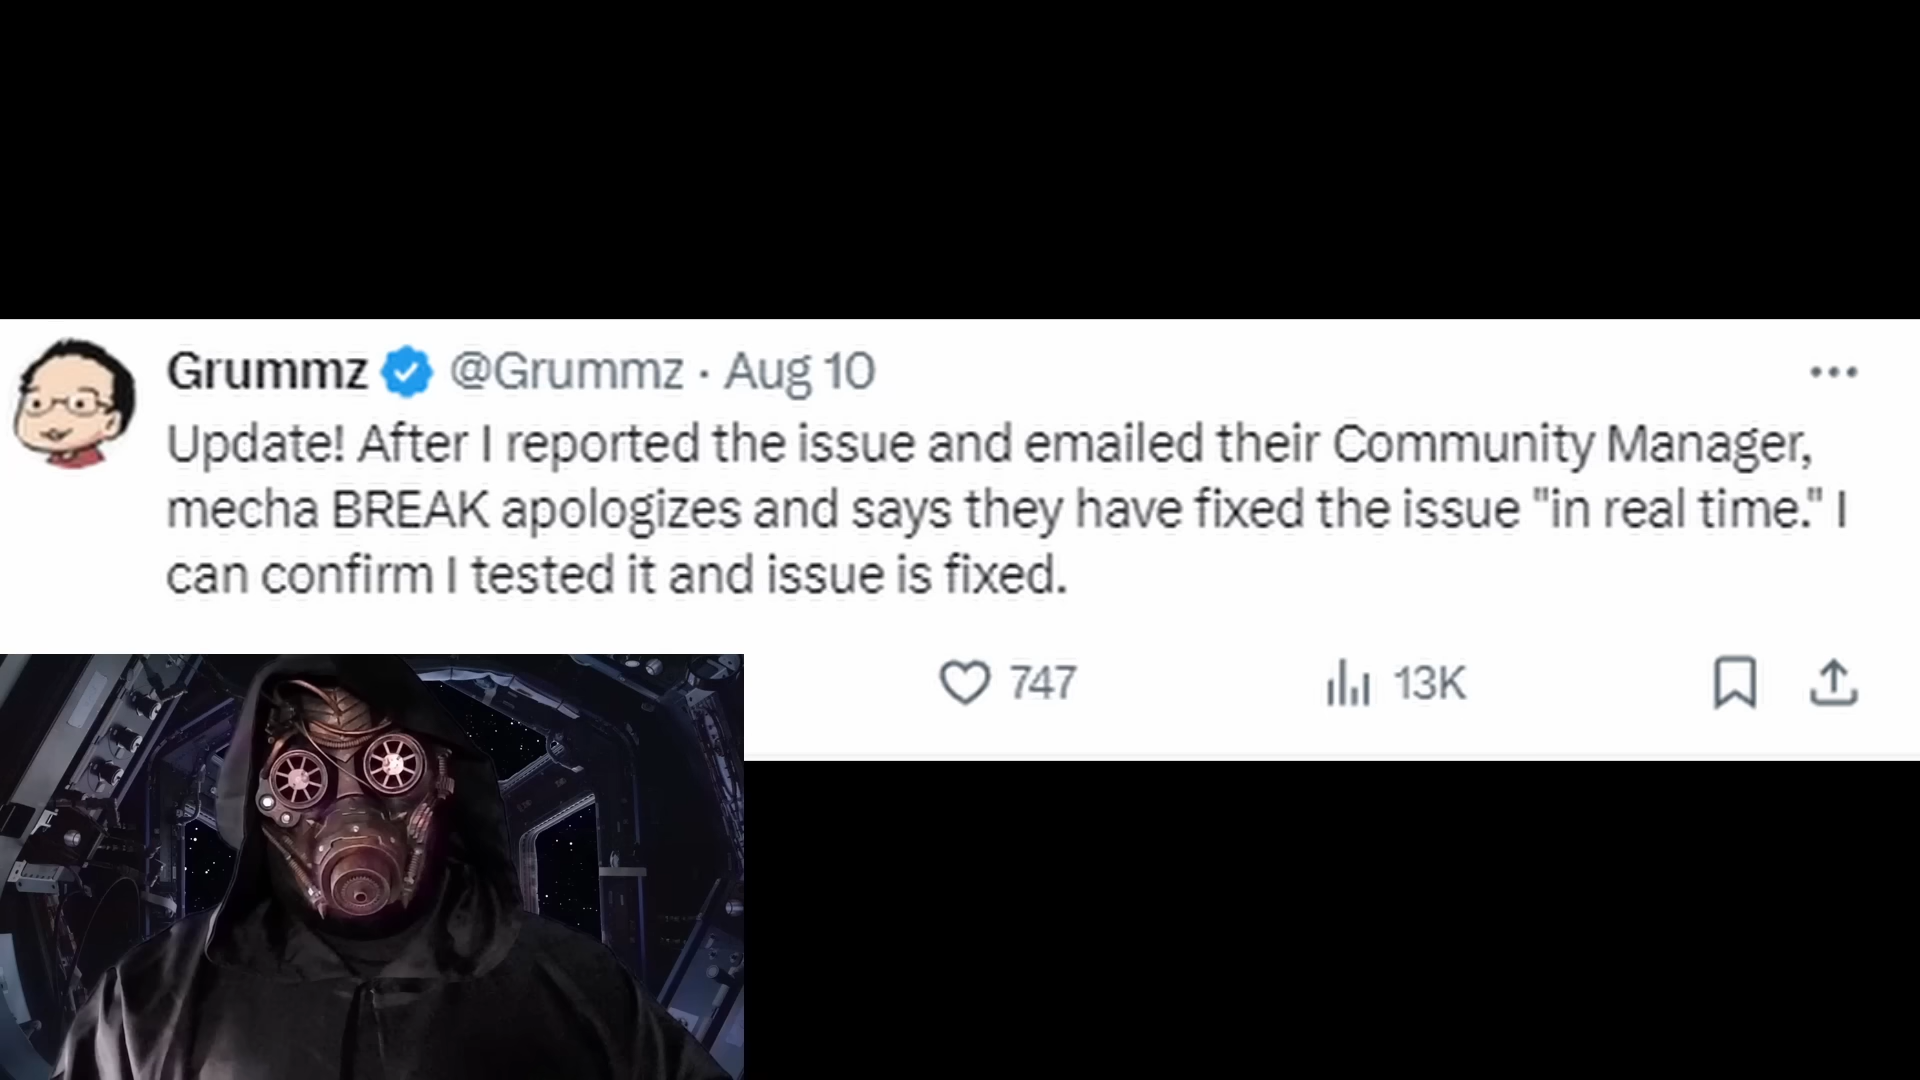 Grummz @Grummz · Aug 10
Update! After I reported the issue and emailed their Community Manager,
mecha BREAK apologizes and says they have fixed the issue "in real time." I
can confirm I tested it and issue is fixed.
747 13K